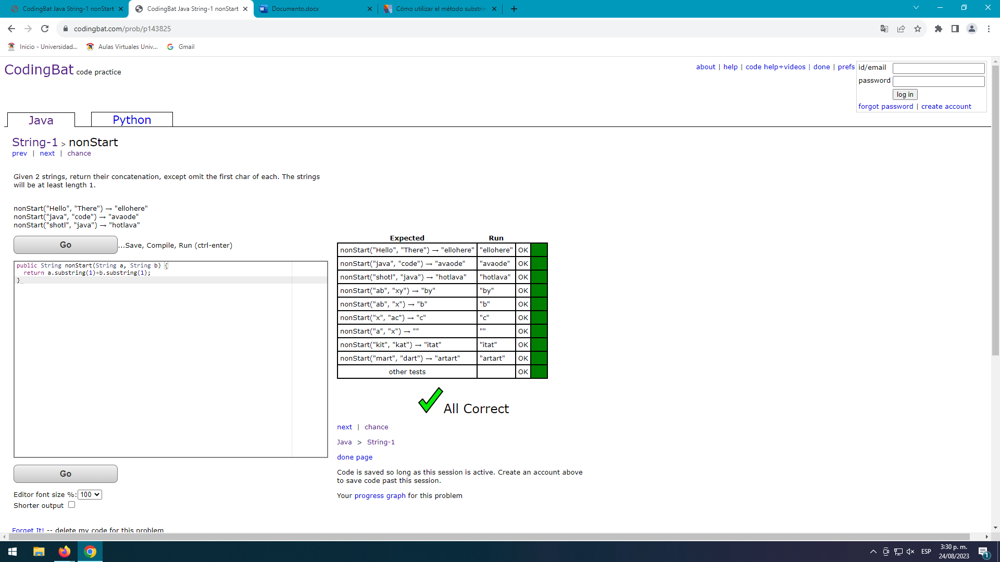 CodingBat Java String-1 nonStart
CodingBat Java String-1 nonStart
Documento.docx
Cómo utilizar el método substrin
codingbat.com/prob/p143825
Inicio - Universidad...
Aulas Virtuales Univ...
Gmail
CodingBat code practice
about | help | code help+videos | done | prefs
id/email
password
log in
forgot password | create account
Java
Python
String-1 > nonStart
prev | next | chance
Given 2 strings, return their concatenation, except omit the first char of each. The strings
will be at least length 1.
nonStart("Hello", "There") → "ellohere"
nonStart("java", "code") → "avaode"
nonStart("shotl", "java") → "hotlava"
Go
...Save, Compile, Run (ctrl-enter)
public String nonStart(String a, String b) {
return a.substring(1)+b.substring(1);
}
Go
Editor font size %: 100
Shorter output
Forget It! -- delete my code for this problem
Expected Run
nonStart("Hello", "There") → "ellohere" "ellohere" OK
nonStart("java", "code") → "avaode" "avaode" OK
nonStart("shotl", "java") → "hotlava" "hotlava" OK
nonStart("ab", "xy") → "by" "by" OK
nonStart("ab", "x") → "b" "b" OK
nonStart("x", "ac") → "c" "c" OK
nonStart("a", "x") → "" "" OK
nonStart("kit", "kat") → "itat" "itat" OK
nonStart("mart", "dart") → "artart" "artart" OK
other tests OK
All Correct
next | chance
Java > String-1
done page
Code is saved so long as this session is active. Create an account above
to save code past this session.
Your progress graph for this problem
ESP
3:30 p. m.
24/08/2023
1